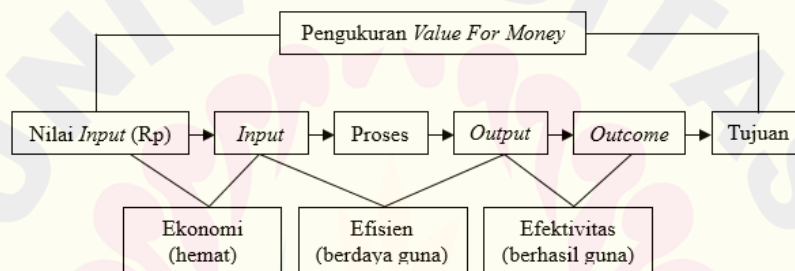 Pengukuran Value For Money
Nilai Input (Rp)
Input
Proses
Output
Outcome
Tujuan
Ekonomi
(hemat)
Efisien
(berdaya guna)
Efektivitas
(berhasil guna)